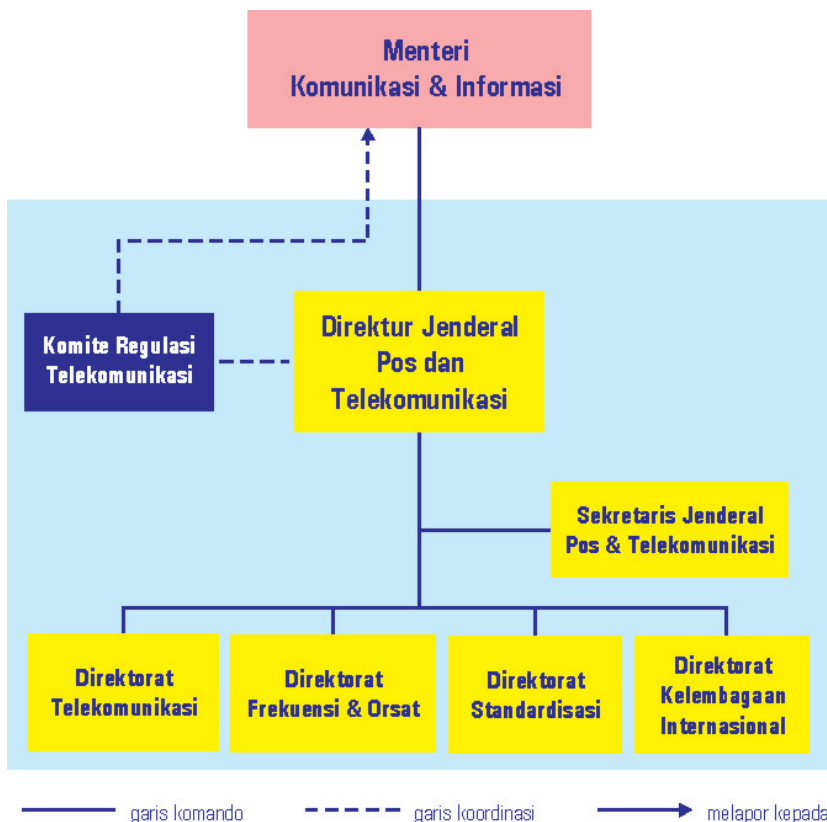 Menteri
Komunikasi & Informasi
Komite Regulasi
Telekomunikasi
Direktur Jenderal
Pos dan
Telekomunikasi
Sekretaris Jenderal
Pos & Telekomunikasi
Direktorat
Telekomunikasi
Direktorat
Frekuensi & Orsat
Direktorat
Standardisasi
Direktorat
Kelembagaan
Internasional
garis komando
garis koordinasi
melapor kepada